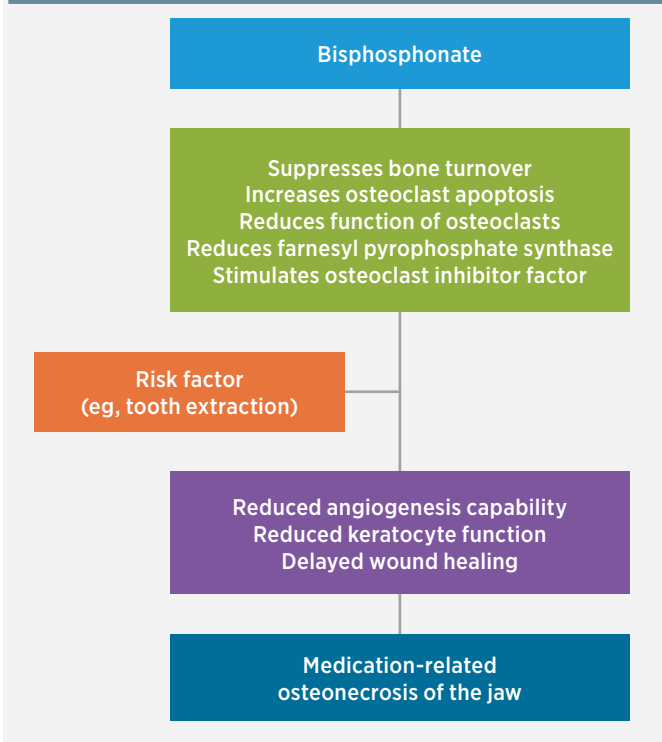 Bisphosphonate
Suppresses bone turnover
Increases osteoclast apoptosis
Reduces function of osteoclasts
Reduces farnesyl pyrophosphate synthase
Stimulates osteoclast inhibitor factor
Risk factor
(eg, tooth extraction)
Reduced angiogenesis capability
Reduced keratocyte function
Delayed wound healing
Medication-related
osteonecrosis of the jaw